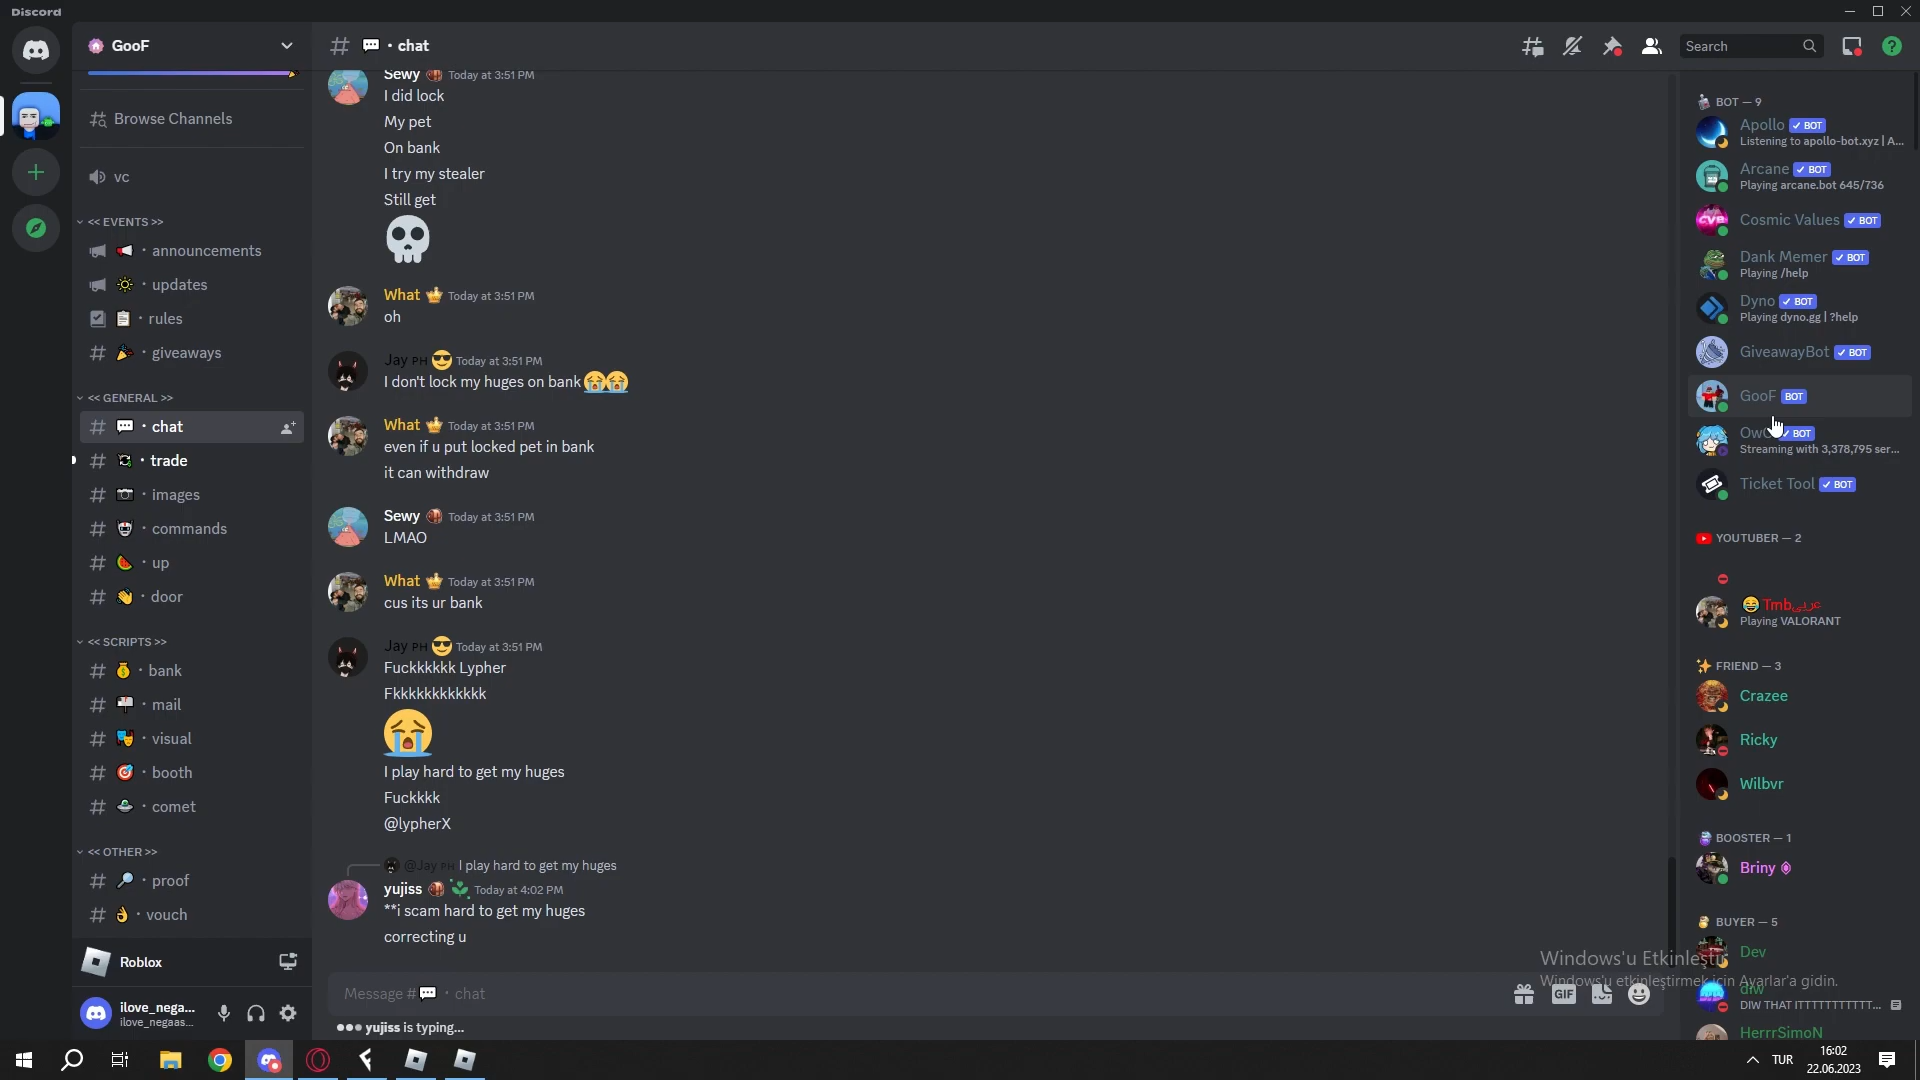 Discord
GooF
Browse Channels
vc
<< EVENTS >>
· announcements
· updates
· rules
· giveaways
<< GENERAL >>
· chat
· trade
· images
· commands
· up
· door
<< SCRIPTS >>
· bank
· mail
· visual
· booth
· comet
<< OTHER >>
· proof
· vouch
Roblox
ilove_nega...
ilove_negaas...
· chat
Search
Sewy Today at 3:51 PM
I did lock
My pet
On bank
I try my stealer
Still get
What Today at 3:51 PM
oh
Jay PH Today at 3:51 PM
I don't lock my huges on bank
What Today at 3:51 PM
even if u put locked pet in bank
it can withdraw
Sewy Today at 3:51 PM
LMAO
What Today at 3:51 PM
cus its ur bank
Jay PH Today at 3:51 PM
Fuckkkkkk Lypher
Fkkkkkkkkkkkk
I play hard to get my huges
Fuckkkk
@lypherX
@Jay PH I play hard to get my huges
yujiss Today at 4:02 PM
**i scam hard to get my huges
correcting u
Message # · chat
GIF
yujiss is typing...
BOT — 9
Apollo BOT
Listening to apollo-bot.xyz | A...
Arcane BOT
Playing arcane.bot 645/736
CVB
Cosmic Values BOT
Dank Memer BOT
Playing /help
Dyno BOT
Playing dyno.gg | ?help
GiveawayBot BOT
GooF BOT
BOT
Streaming with 3,378,795 ser...
Ticket Tool BOT
YOUTUBER — 2
Tmbعربي
Playing VALORANT
FRIEND — 3
Crazee
Ricky
Wilbvr
BOOSTER — 1
Briny
BUYER — 5
Dev
diw
DIW THAT ITTTTTTTTTTT...
HerrrSimoN
Windows'u Etkinleştir
Windows'u etkinleştirmek için Ayarlar'a gidin.
TUR
16:02
22.06.2023